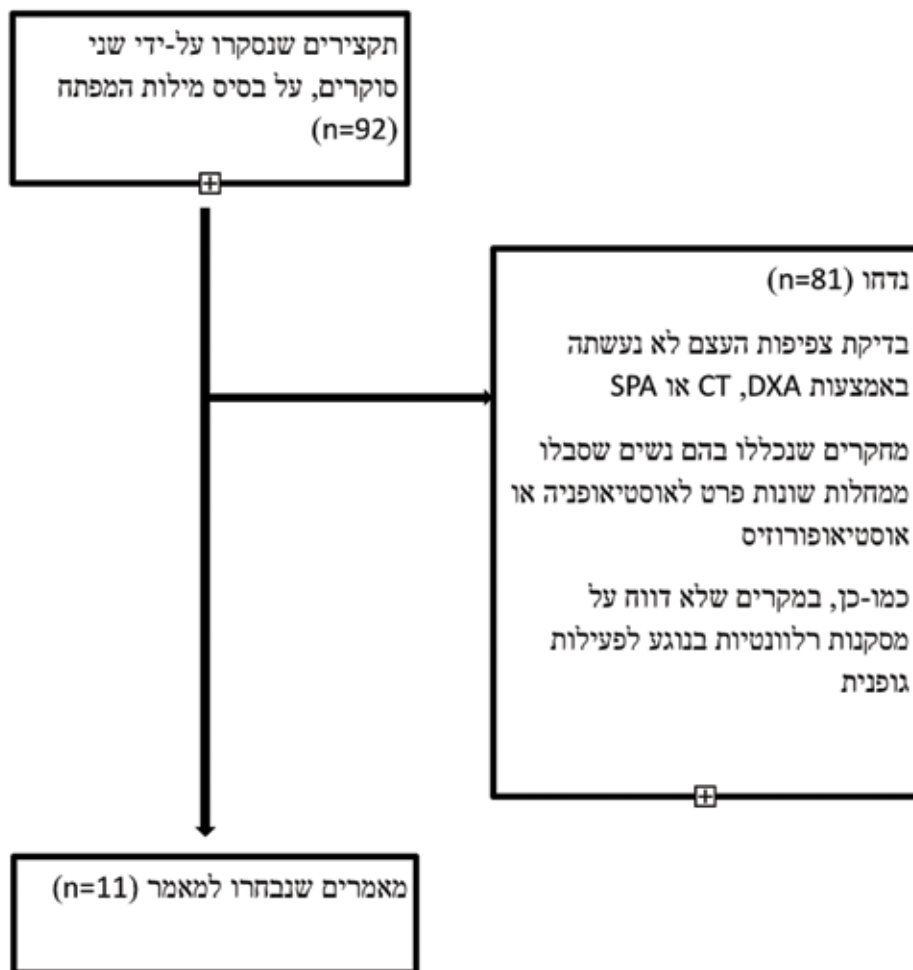 תקצירים שנסקרו על-ידי שני
סוקרים, על בסיס מילות המפתח
(n=92)
נדחו (n=81)
בדיקת צפיפות העצם לא נעשתה
באמצעות CT ,DXA או SPA
מחקרים שנכללו בהם נשים שסבלו
ממחלות שונות פרט לאוסטיאופניה או
אוסטיאופורוזיס
כמו-כן, במקרים שלא דווח על
מסקנות רלוונטיות בנוגע לפעילות
גופנית
מאמרים שנבחרו למאמר (n=11)